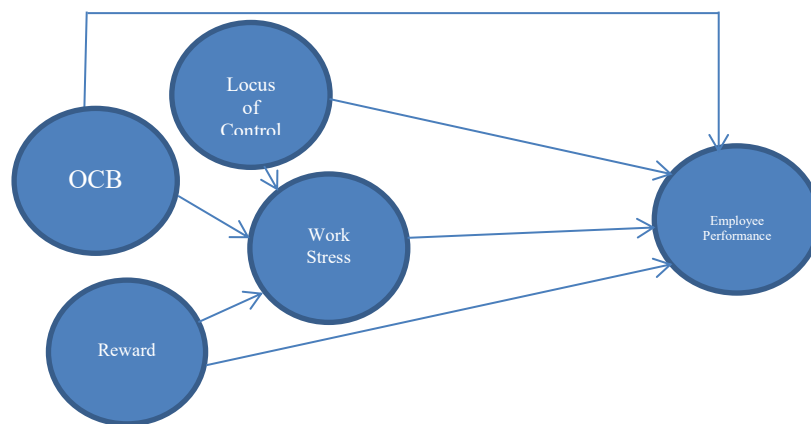 Locus
of
Control
OCB
Work
Stress
Employee
Performance
Reward